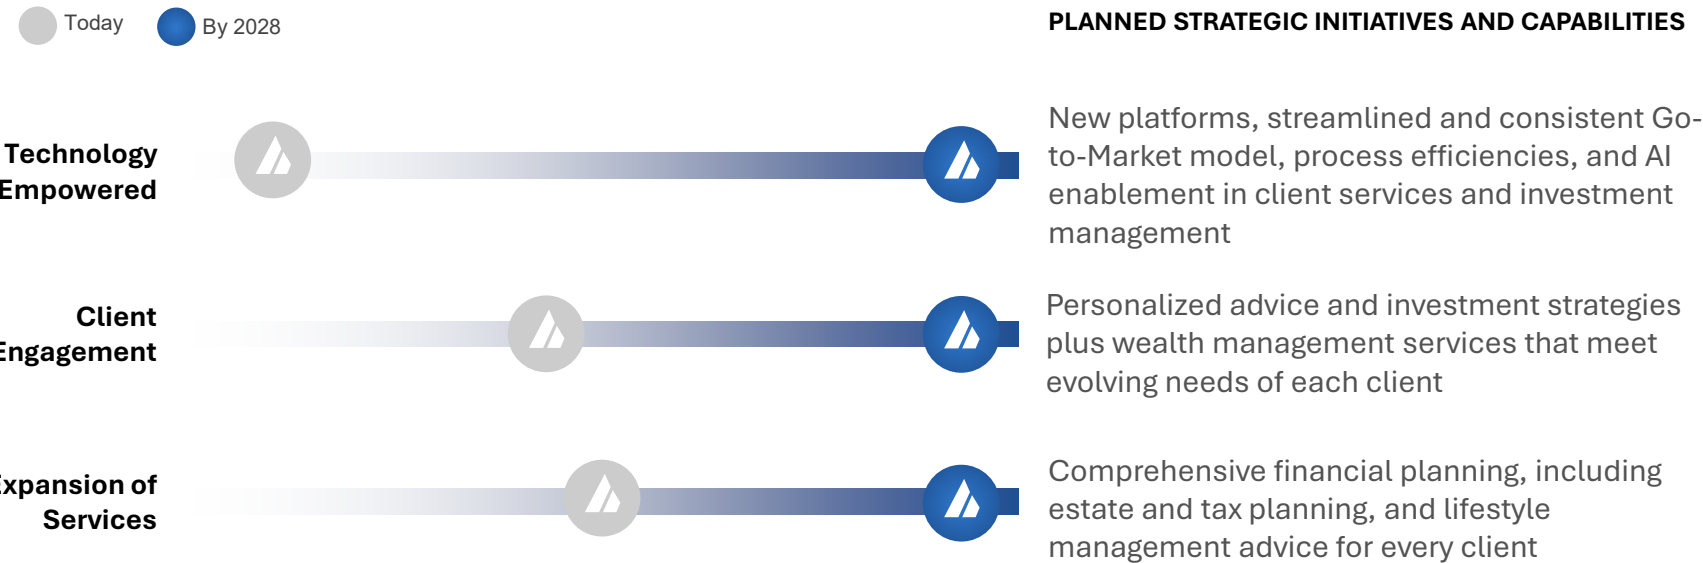 Today
By 2028
PLANNED STRATEGIC INITIATIVES AND CAPABILITIES
Technology
Empowered
New platforms, streamlined and consistent Go-
to-Market model, process efficiencies, and AI
enablement in client services and investment
management
Client
Engagement
Personalized advice and investment strategies
plus wealth management services that meet
evolving needs of each client
Expansion of
Services
Comprehensive financial planning, including
estate and tax planning, and lifestyle
management advice for every client